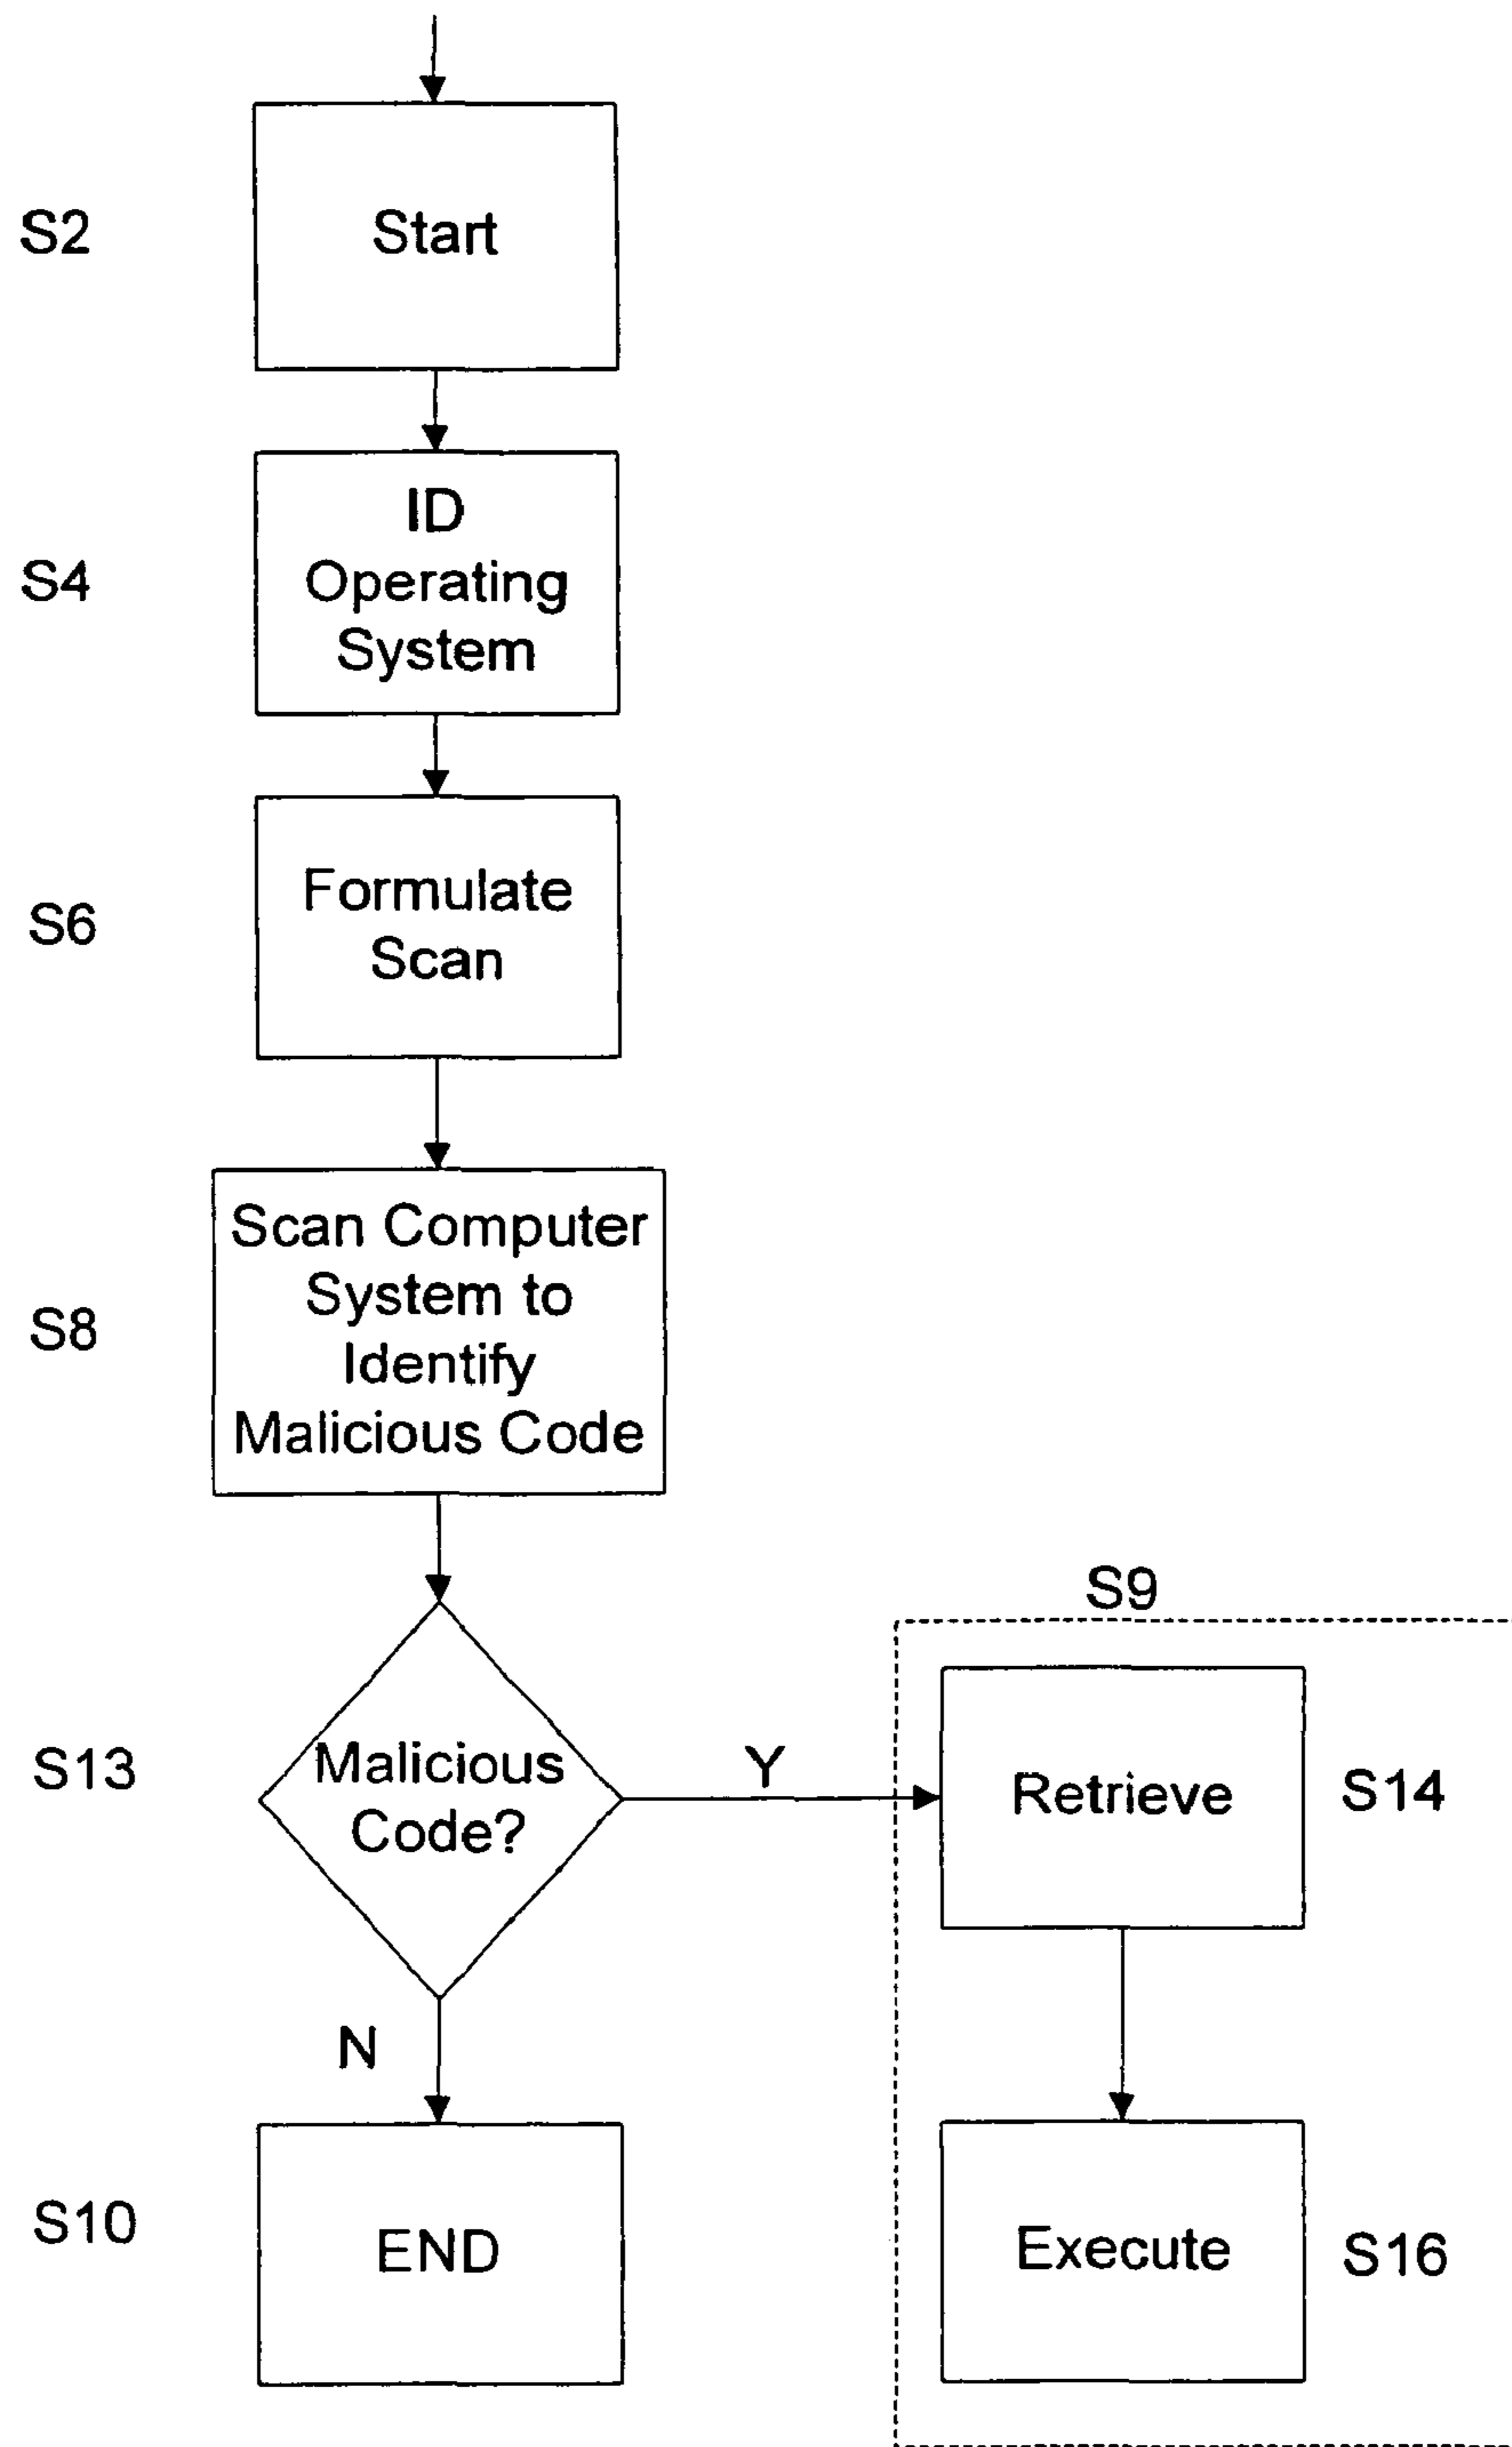 S2
Start
S4
ID
Operating
System
S6
Formulate
Scan
S8
Scan Computer
System to
Identify
Malicious Code
S13
Malicious
Code?
Y
N
S9
Retrieve
S14
S10
END
Execute
S16